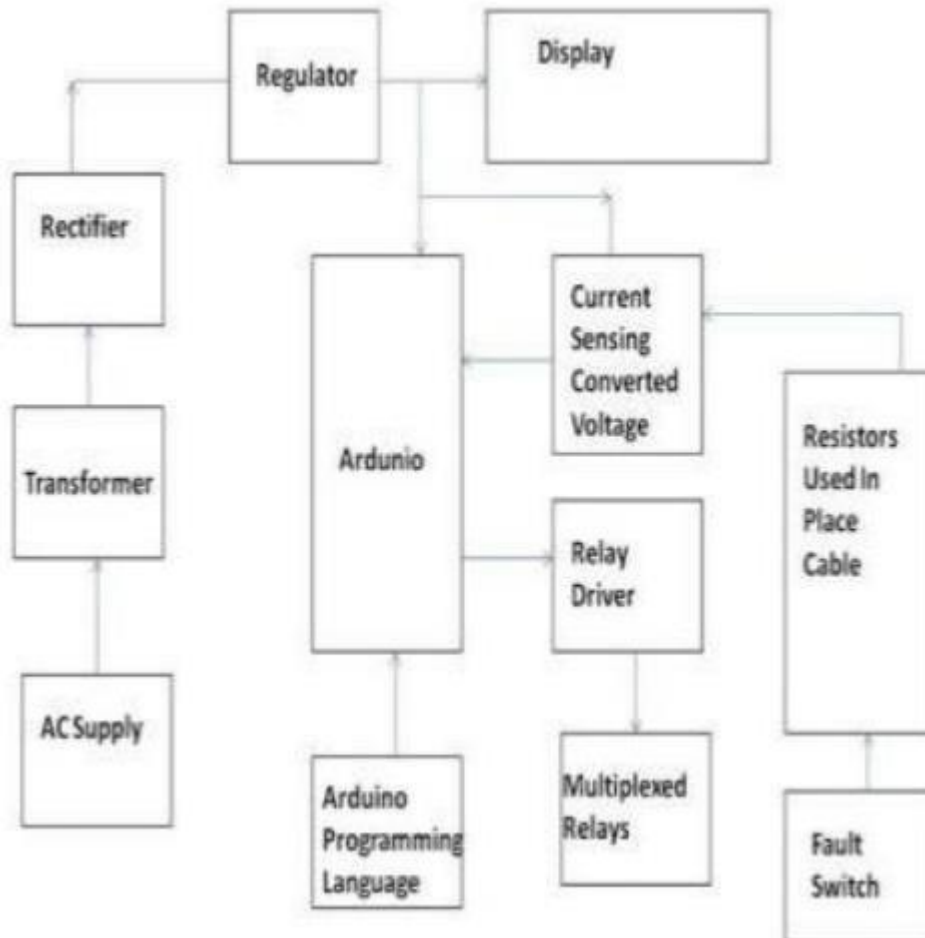 Regulator
Display
Rectifier
Ardunio
Current
Sensing
Converted
Voltage
Transformer
Resistors
Used In
Place
Cable
Relay
Driver
AC Supply
Arduino
Programming
Language
Multiplexed
Relays
Fault
Switch